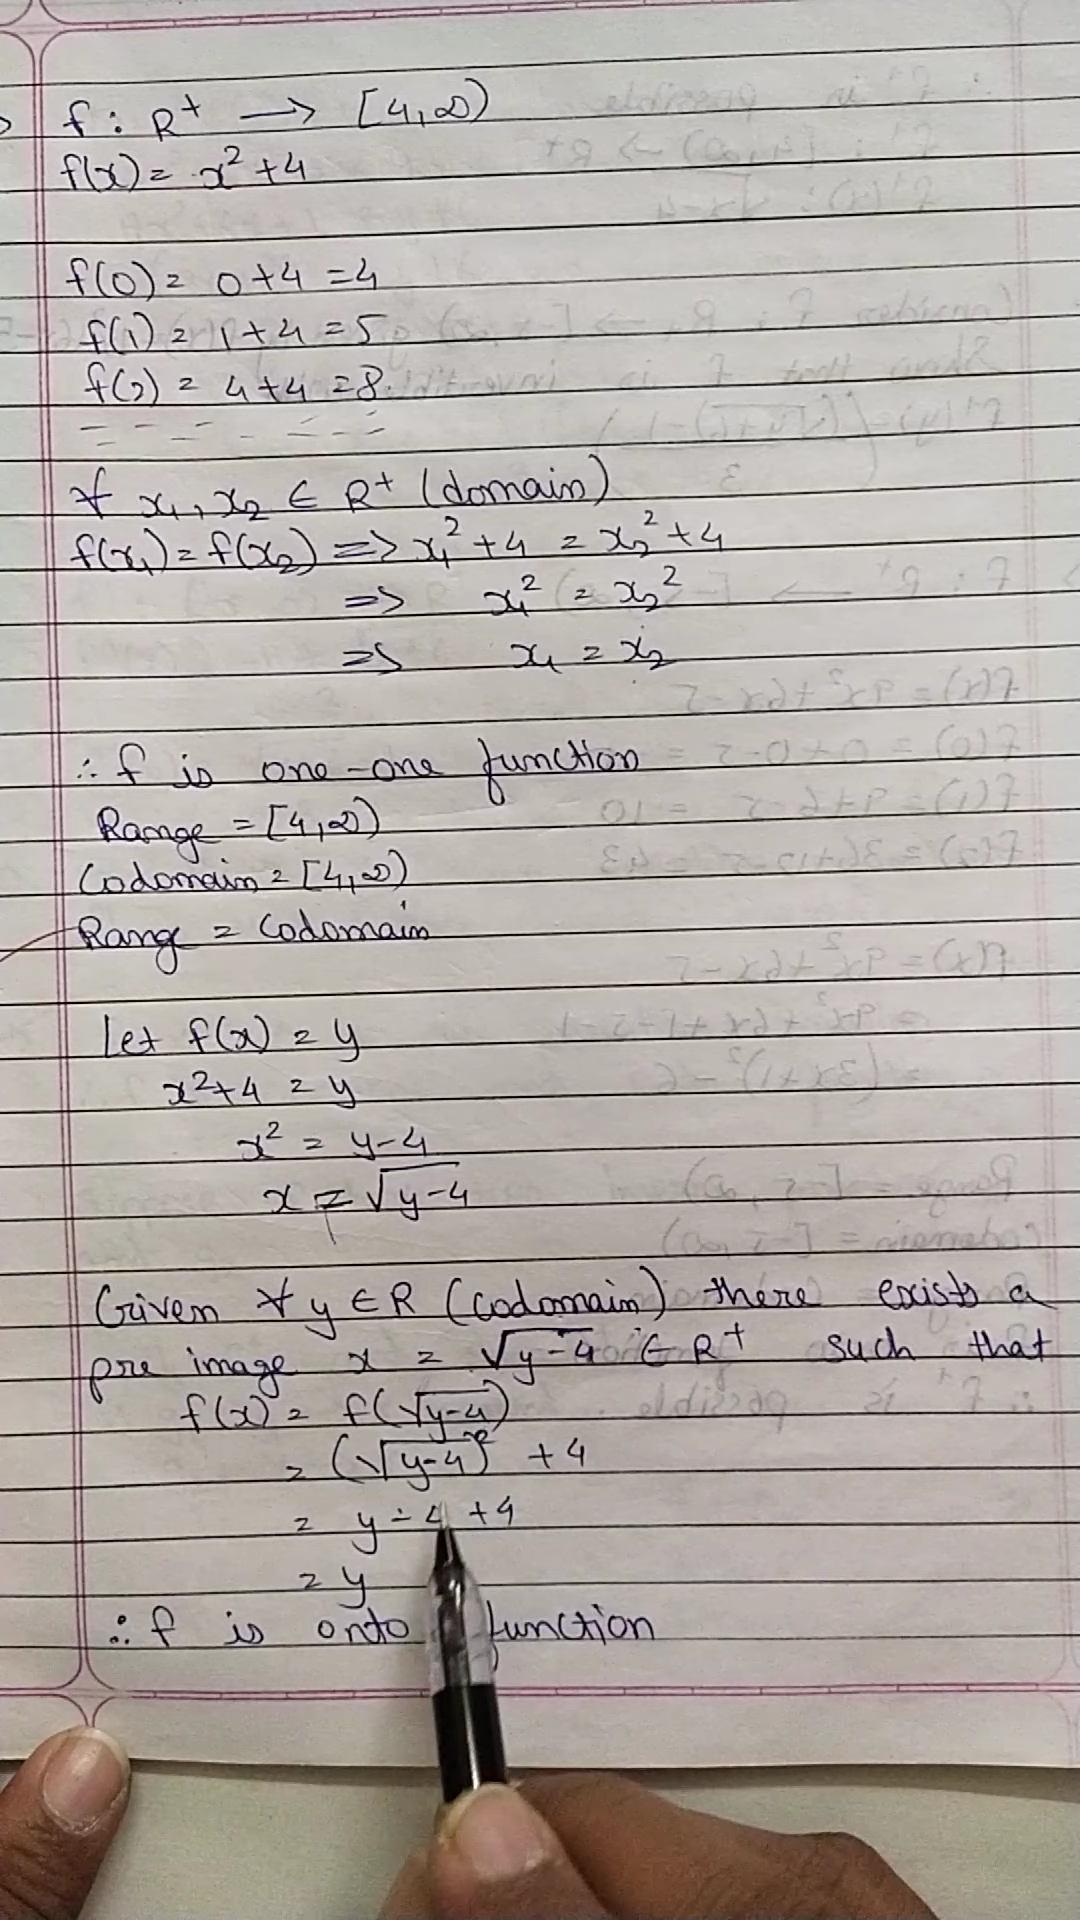 f : R⁺ → [4,∞)
f(x) = x² + 4
f(0) = 0 + 4 = 4
f(1) = 1 + 4 = 5
f(2) = 4 + 4 = 8
∀ x₁, x₂ ∈ R⁺ (domain)
f(x₁) = f(x₂) => x₁² + 4 = x₂² + 4
=> x₁² = x₂²
=> x₁ = x₂
∴ f is one-one function
Range = [4,∞)
Codomain = [4,∞)
Range = Codomain
Let f(x) = y
x² + 4 = y
x² = y - 4
x = √y-4
Given ∀ y ∈ R (codomain) there exists a
pre image x = √y-4 ∈ R⁺ such that
f(x) = f(√y-4)
= (√y-4)² + 4
= y - 4 + 4
= y
∴ f is onto function